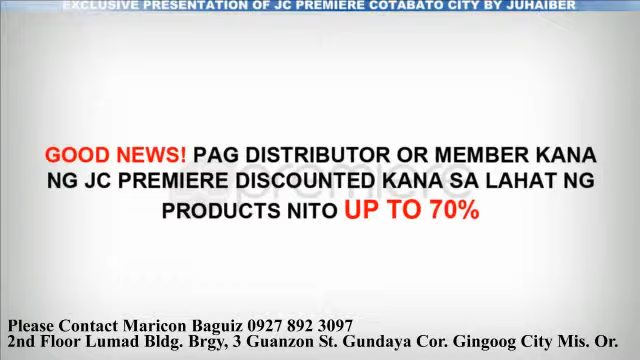 EXCLUSIVE PRESENTATION OF JC PREMIERE COTABATO CITY BY JUHAIBER
GOOD NEWS! PAG DISTRIBUTOR OR MEMBER KANA
NG JC PREMIERE DISCOUNTED KANA SA LAHAT NG
PRODUCTS NITO UP TO 70%
Please Contact Maricon Baguiz 0927 892 3097
2nd Floor Lumad Bldg. Brgy, 3 Guanzon St. Gundaya Cor. Gingoog City Mis. Or.